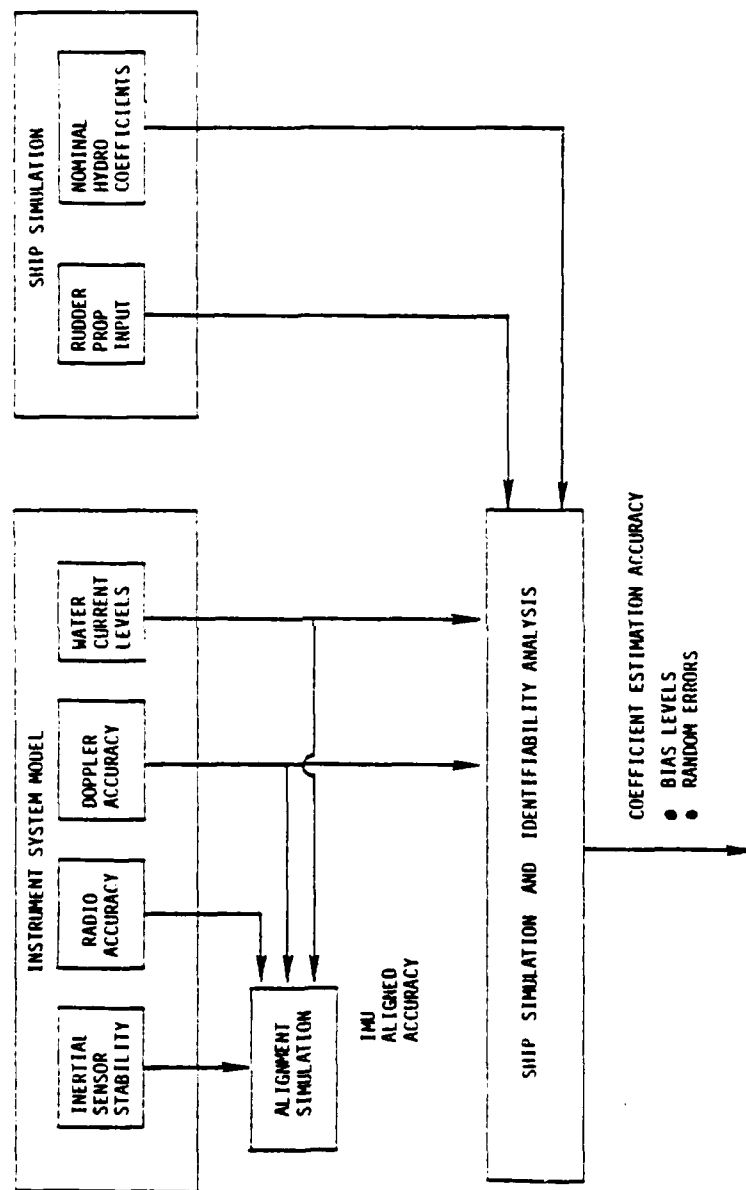 INSTRUMENT SYSTEM MODEL
INERTIAL
SENSOR
STABILITY
RADIO
ACCURACY
DOPPLER
ACCURACY
WATER
CURRENT
LEVELS
SHIP SIMULATION
RUDDER
PROP
INPUT
NOMINAL
HYDRO
COEFFICIENTS
ALIGNMENT
SIMULATION
IMU
ALIGNED
ACCURACY
SHIP SIMULATION AND IDENTIFIABILITY ANALYSIS
COEFFICIENT ESTIMATION ACCURACY
● BIAS LEVELS
● RANDOM ERRORS